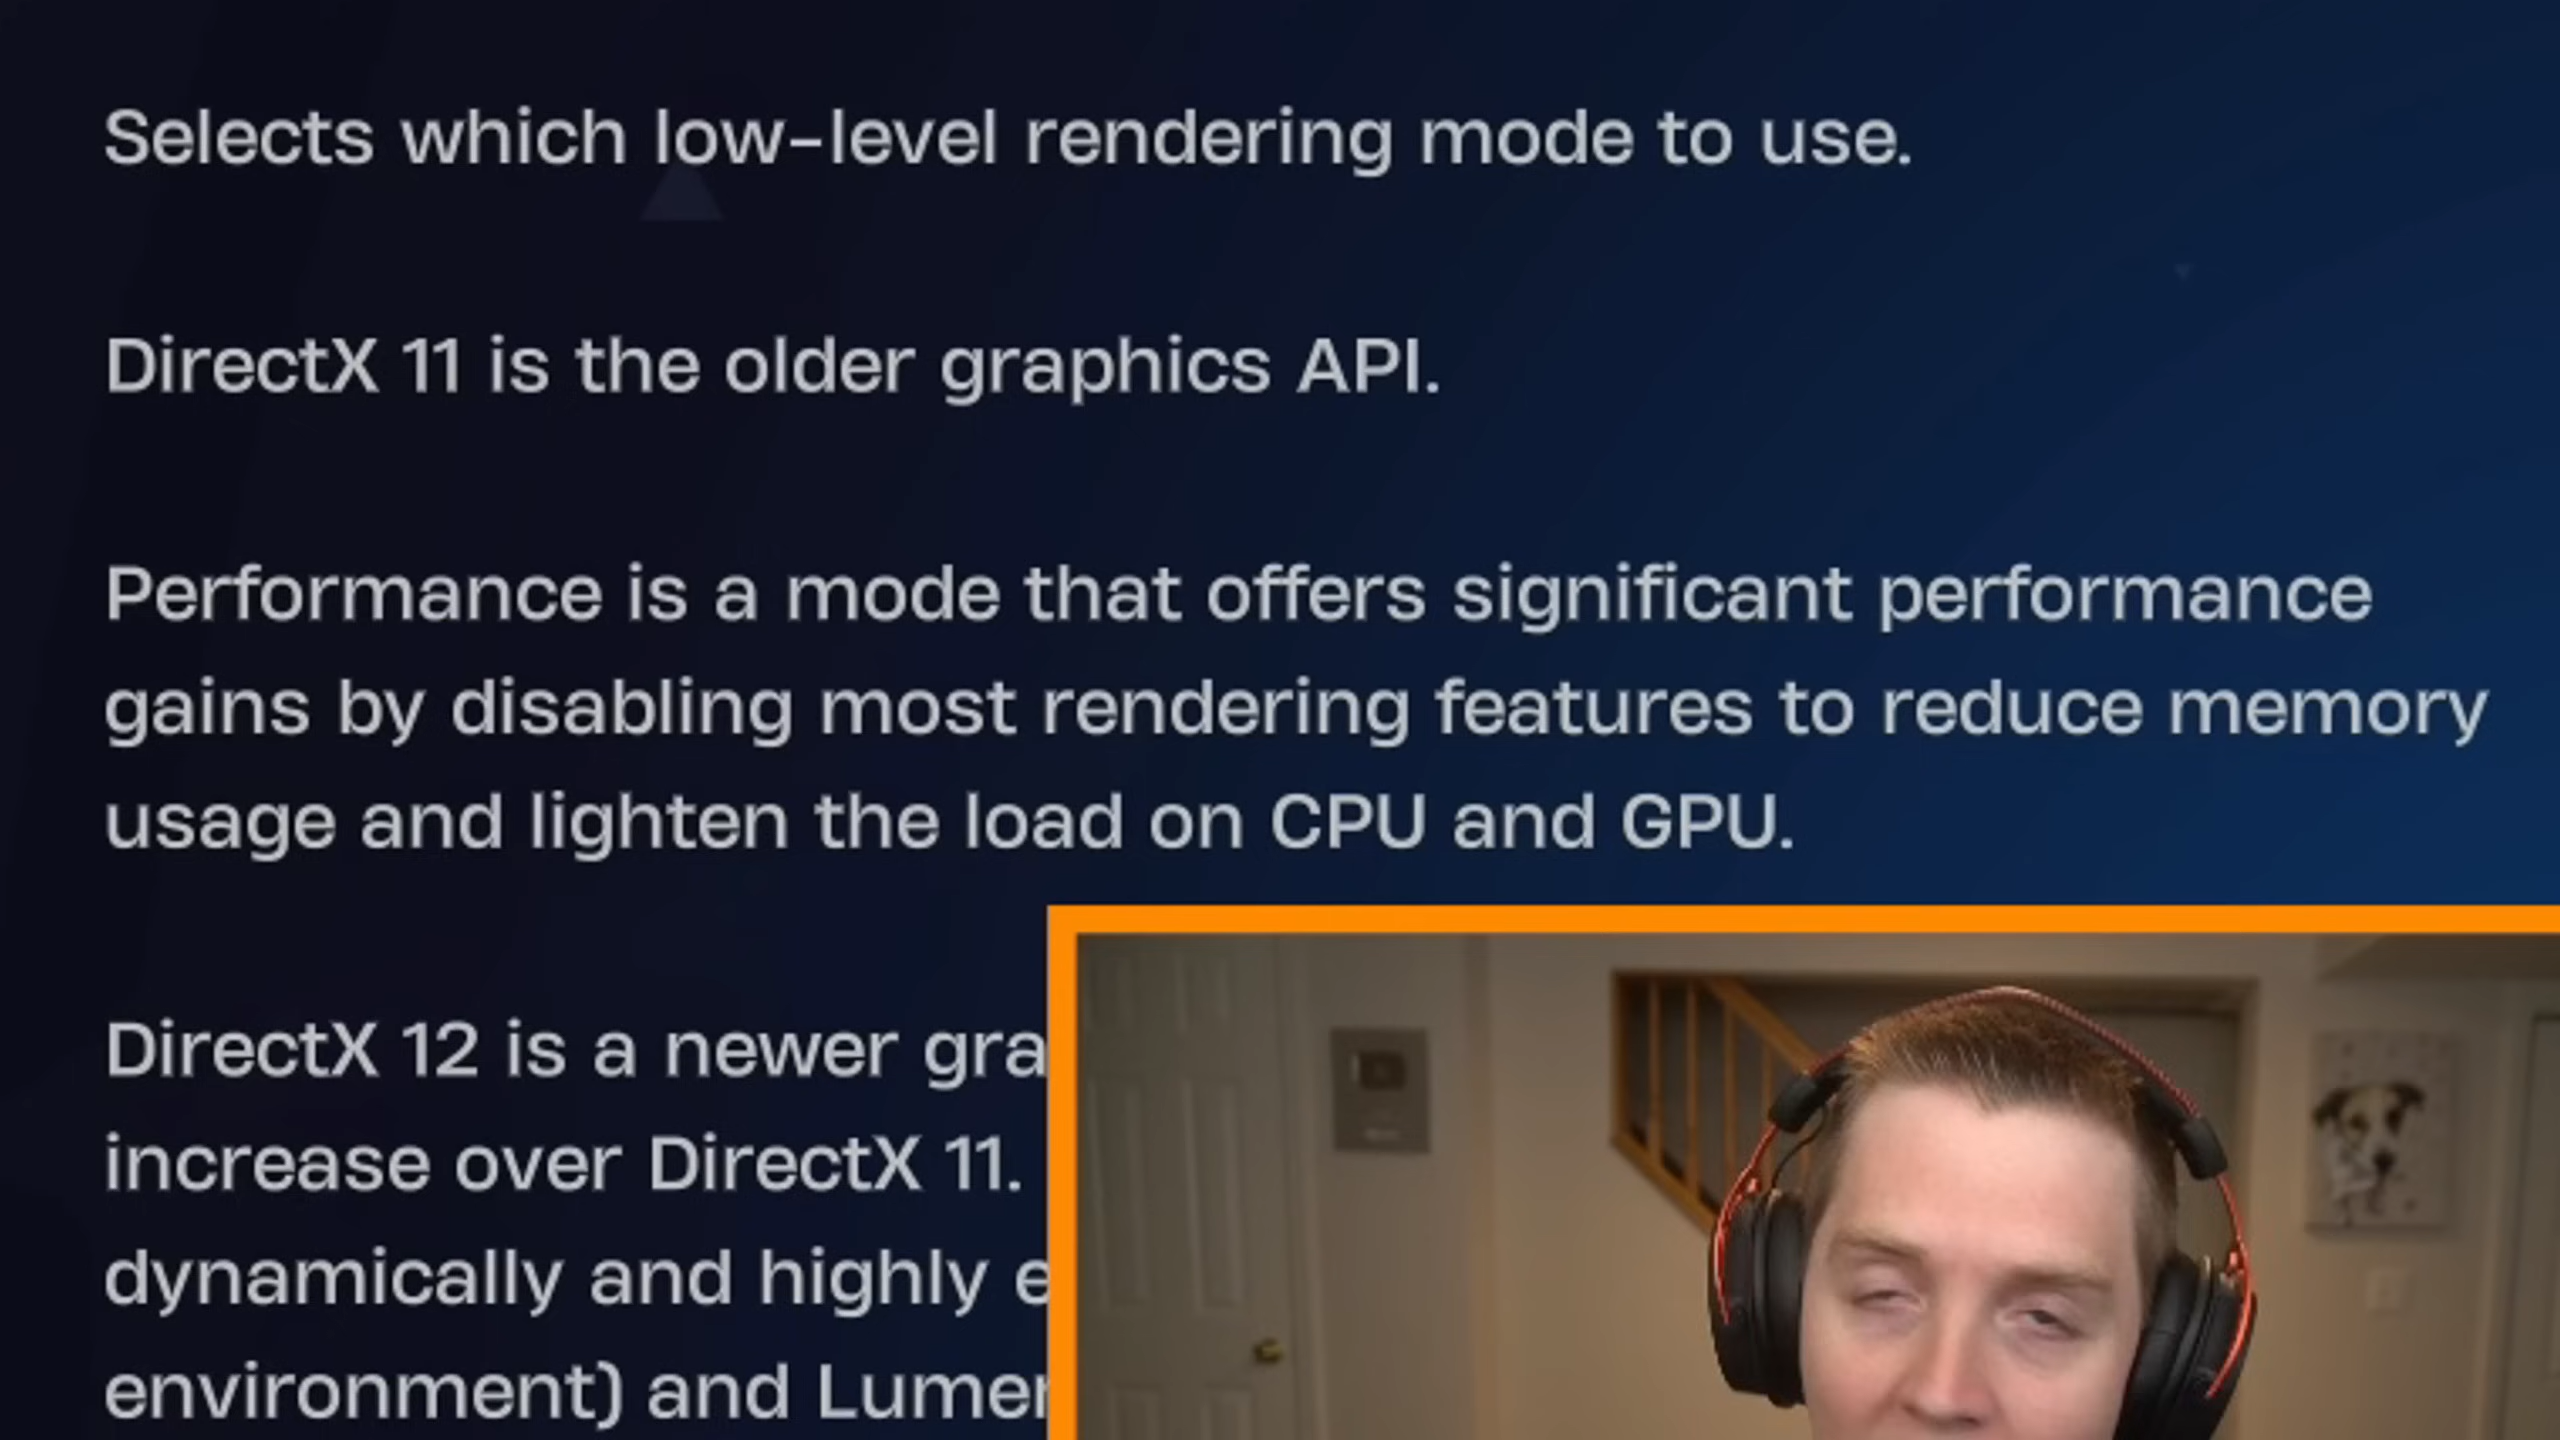 Selects which low-level rendering mode to use.
DirectX 11 is the older graphics API.
Performance is a mode that offers significant performance
gains by disabling most rendering features to reduce memory
usage and lighten the load on CPU and GPU.
DirectX 12 is a newer
increase over DirectX 11.
dynamically and highly
environment) and